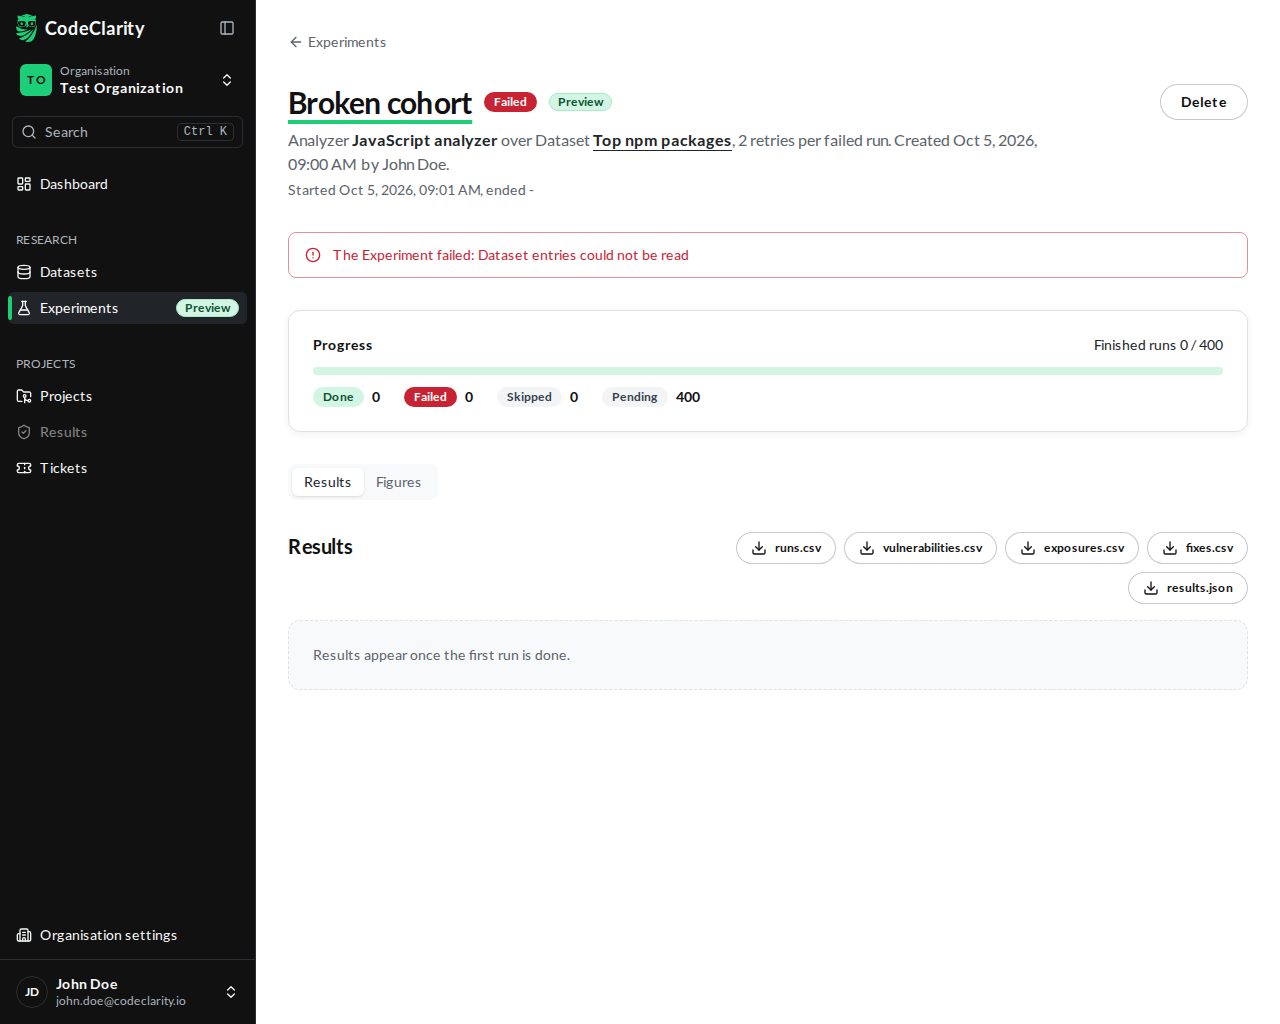 CodeClarity
TO
Organisation
Test Organization
Search
Ctrl K
Dashboard
RESEARCH
Datasets
Experiments
Preview
PROJECTS
Projects
Results
Tickets
Organisation settings
JD
John Doe
john.doe@codeclarity.io
Experiments
Broken cohort
Failed
Preview
Delete
Analyzer JavaScript analyzer over Dataset Top npm packages, 2 retries per failed run. Created Oct 5, 2026,
09:00 AM by John Doe.
Started Oct 5, 2026, 09:01 AM, ended -
The Experiment failed: Dataset entries could not be read
Progress
Finished runs 0 / 400
Done 0 Failed 0 Skipped 0 Pending 400
Results Figures
Results
runs.csv
vulnerabilities.csv
exposures.csv
fixes.csv
results.json
Results appear once the first run is done.